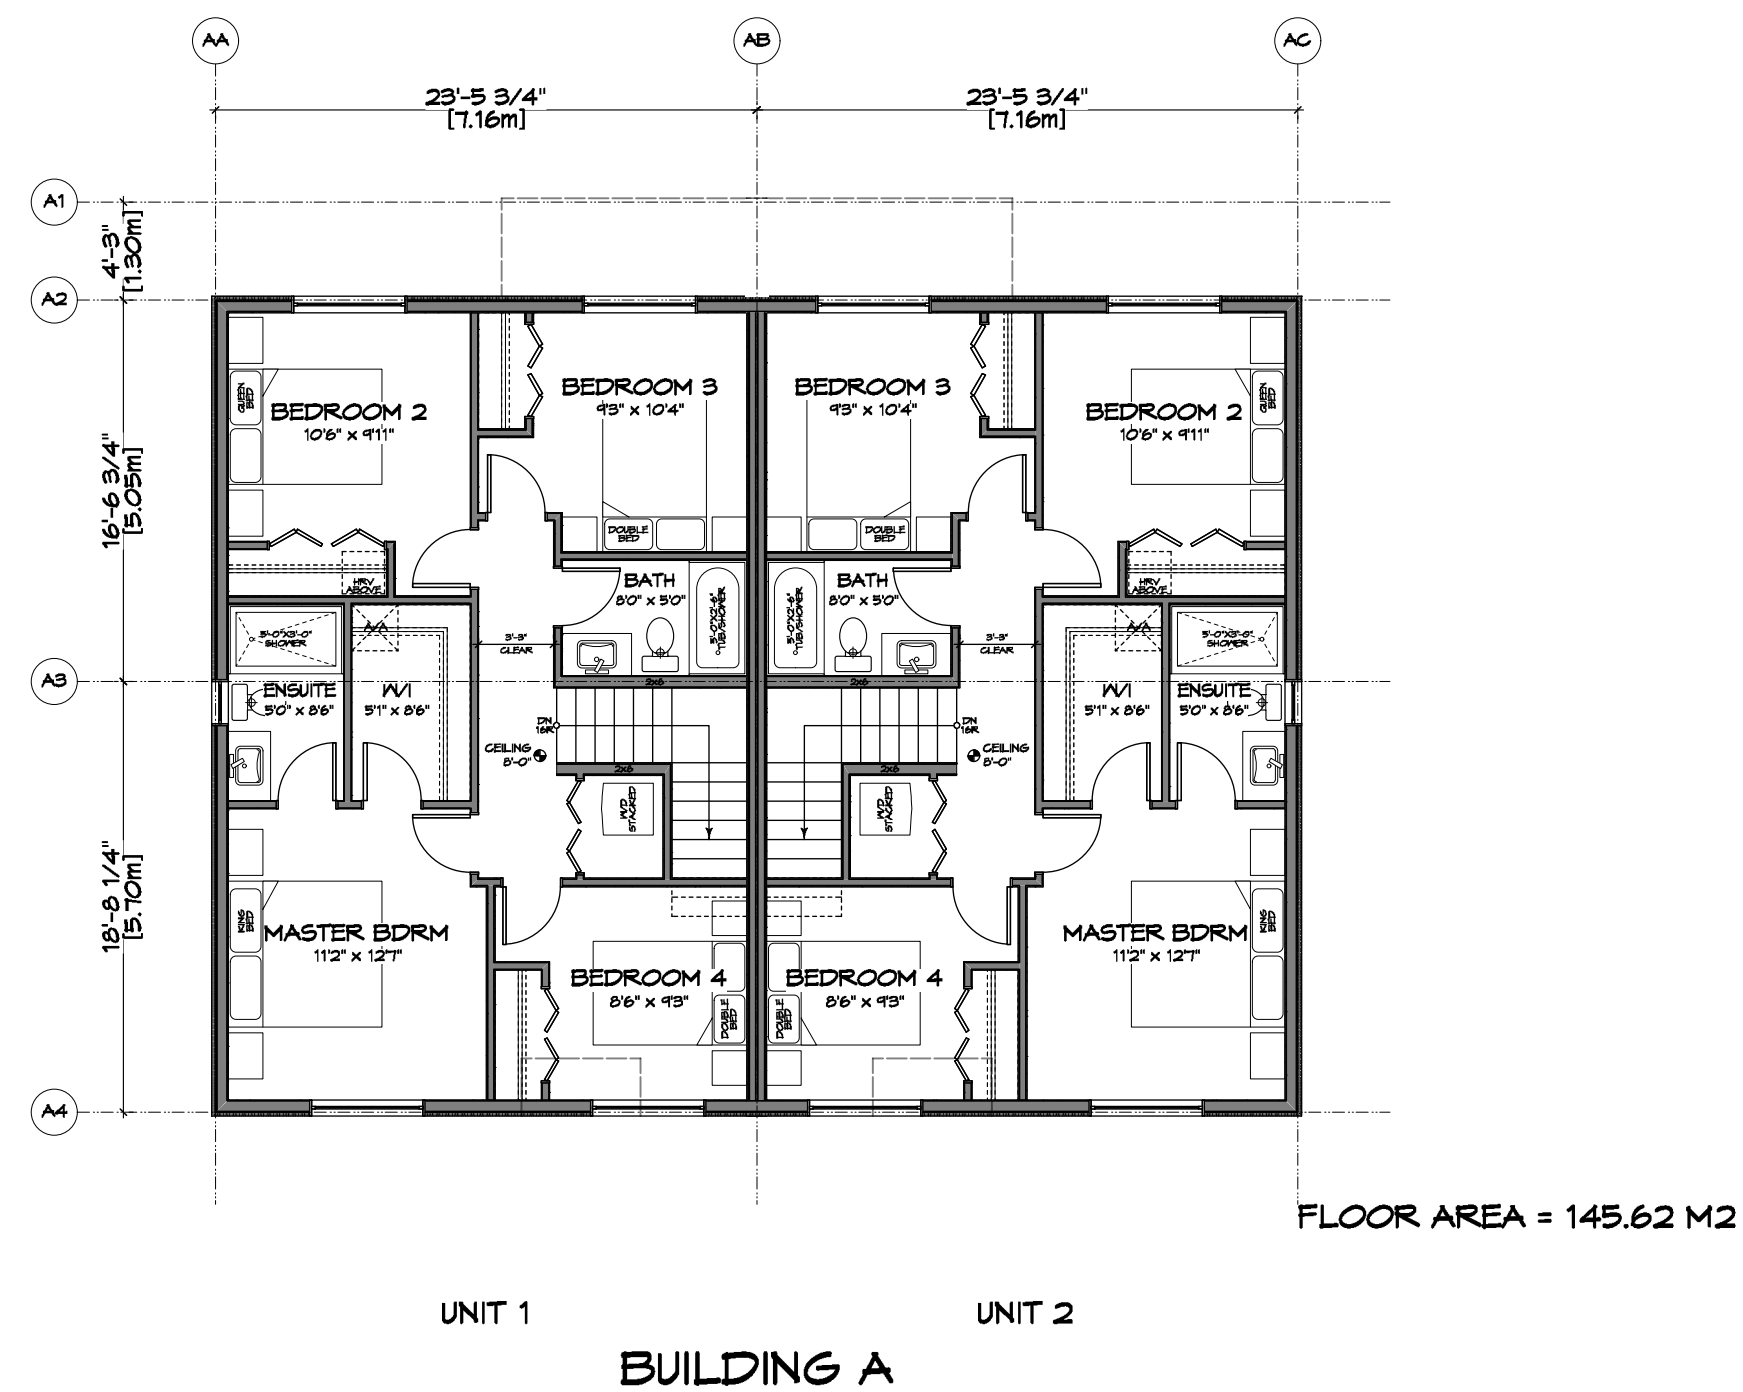 AA AB AC
23'-5 3/4" 23'-5 3/4"
[7.16m] [7.16m]
A1
4'-3"
[1.30m]
A2
BEDROOM 3 BEDROOM 3
9'3" x 10'4" 9'3" x 10'4"
QUEEN BED QUEEN BED
BEDROOM 2 BEDROOM 2
10'6" x 9'11" 10'6" x 9'11"
16'-6 3/4"
[5.05m]
DOUBLE DOUBLE
BED BED
BATH BATH
8'0" x 5'0" 8'0" x 5'0"
HRV HRV
ABOVE ABOVE
5'-0"X2'-6" 5'-0"X2'-6"
TUB/SHOWER TUB/SHOWER
A/A A/A
5'-0"X3'-0" 5'-0"X3'-0"
SHOWER SHOWER
3'-3" 3'-3"
CLEAR CLEAR
A3
2x6 2x6
ENSUITE W/I W/I ENSUITE
5'0" x 8'6" 5'1" x 8'6" 5'1" x 8'6" 5'0" x 8'6"
DN DN
16R 16R
CEILING CEILING
8'-0" 8'-0"
2x6 2x6
W/D W/D
STACKED STACKED
18'-8 1/4"
[5.70m]
KING BED KING BED
MASTER BDRM MASTER BDRM
11'2" x 12'7" 11'2" x 12'7"
BEDROOM 4 BEDROOM 4
8'6" x 9'3" 8'6" x 9'3"
DOUBLE BED DOUBLE BED
A4
FLOOR AREA = 145.62 M2
UNIT 1 UNIT 2
BUILDING A